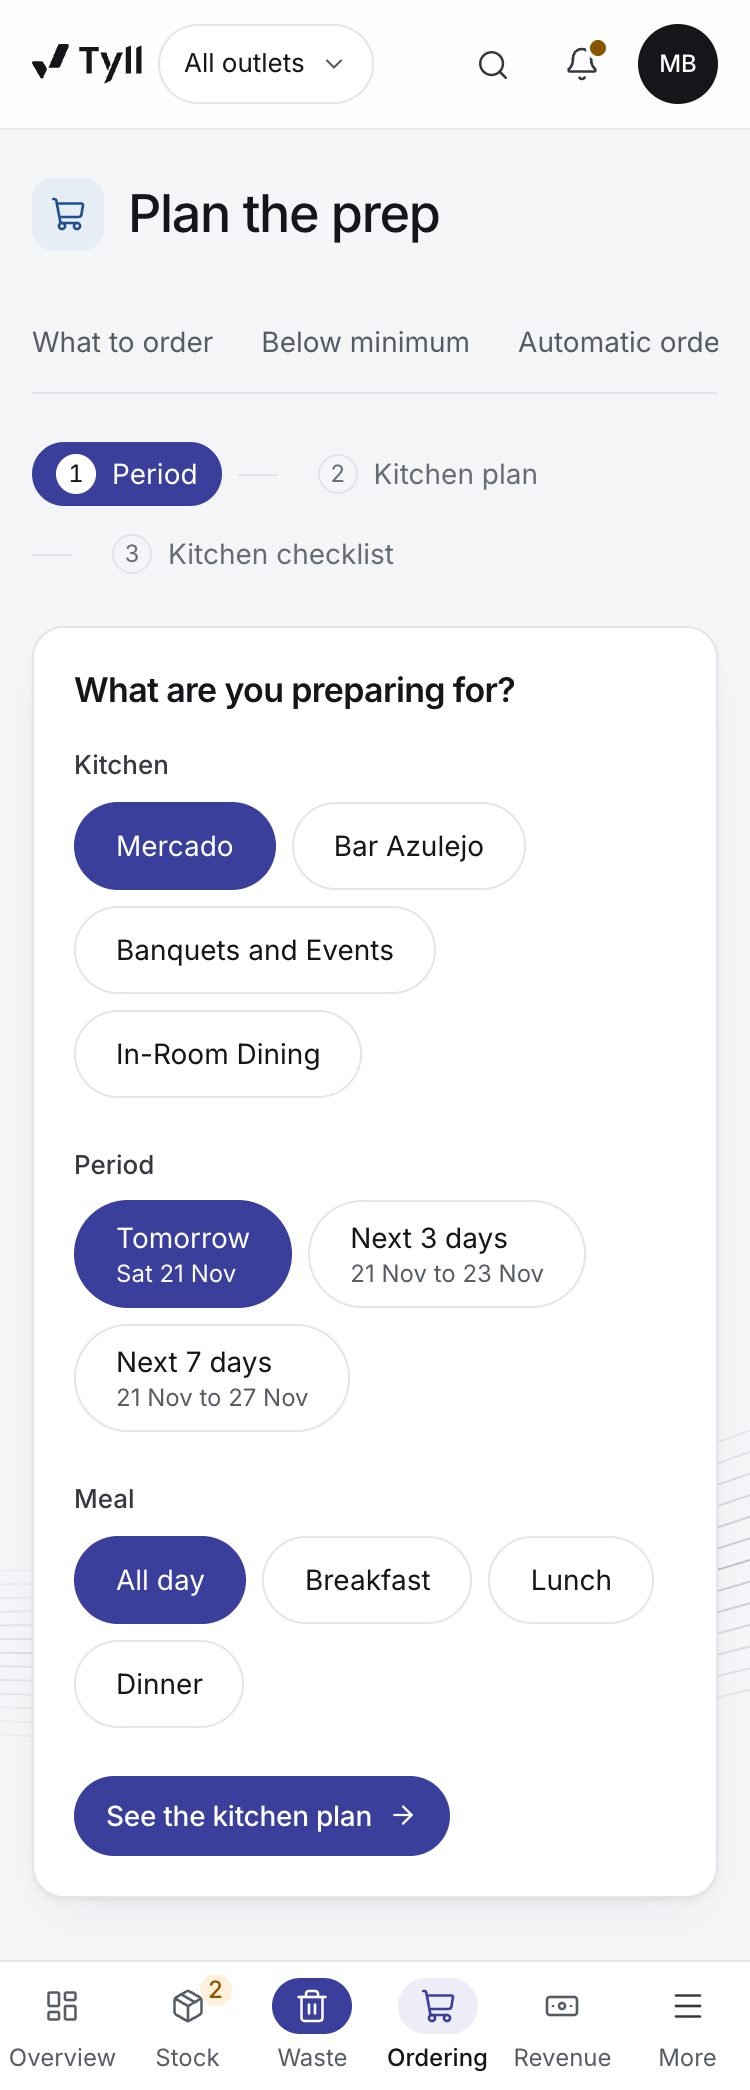 Tyll
All outlets
MB
Plan the prep
What to order
Below minimum
Automatic orde
1 Period
2 Kitchen plan
3 Kitchen checklist
What are you preparing for?
Kitchen
Mercado
Bar Azulejo
Banquets and Events
In-Room Dining
Period
Tomorrow
Sat 21 Nov
Next 3 days
21 Nov to 23 Nov
Next 7 days
21 Nov to 27 Nov
Meal
All day
Breakfast
Lunch
Dinner
See the kitchen plan
2
Overview
Stock
Waste
Ordering
Revenue
More